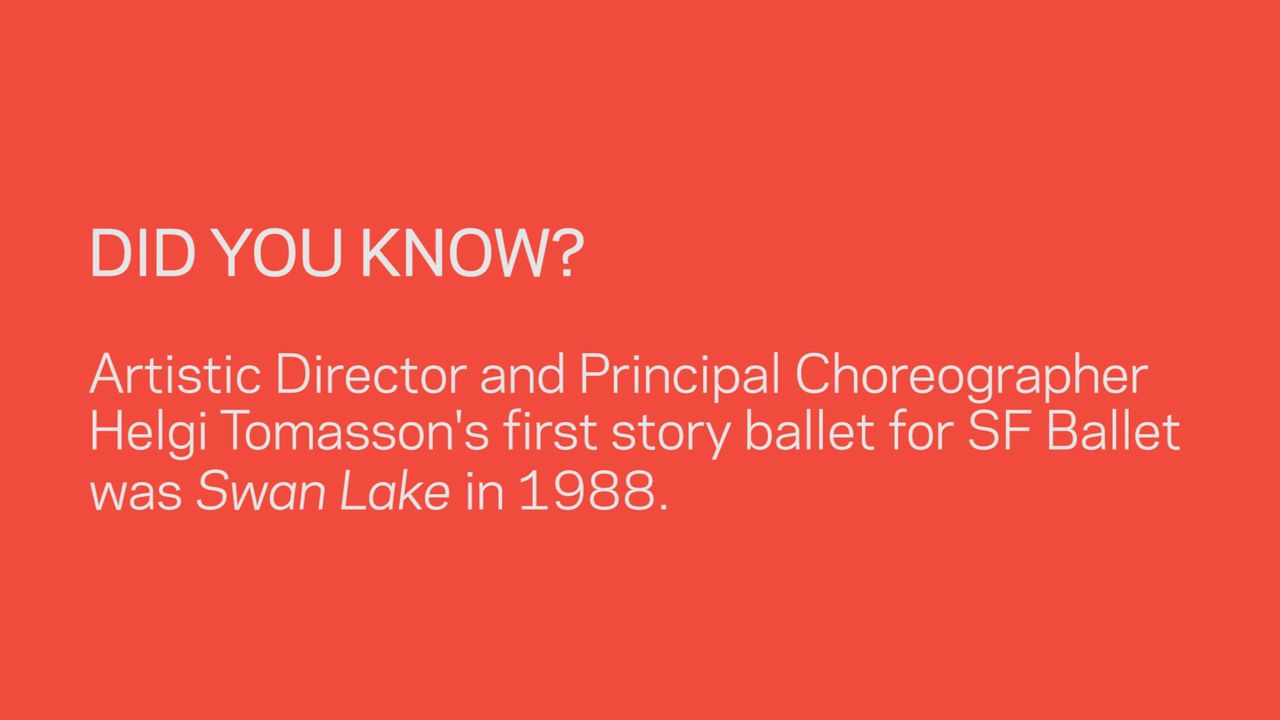 DID YOU KNOW?
Artistic Director and Principal Choreographer
Helgi Tomasson's first story ballet for SF Ballet
was Swan Lake in 1988.